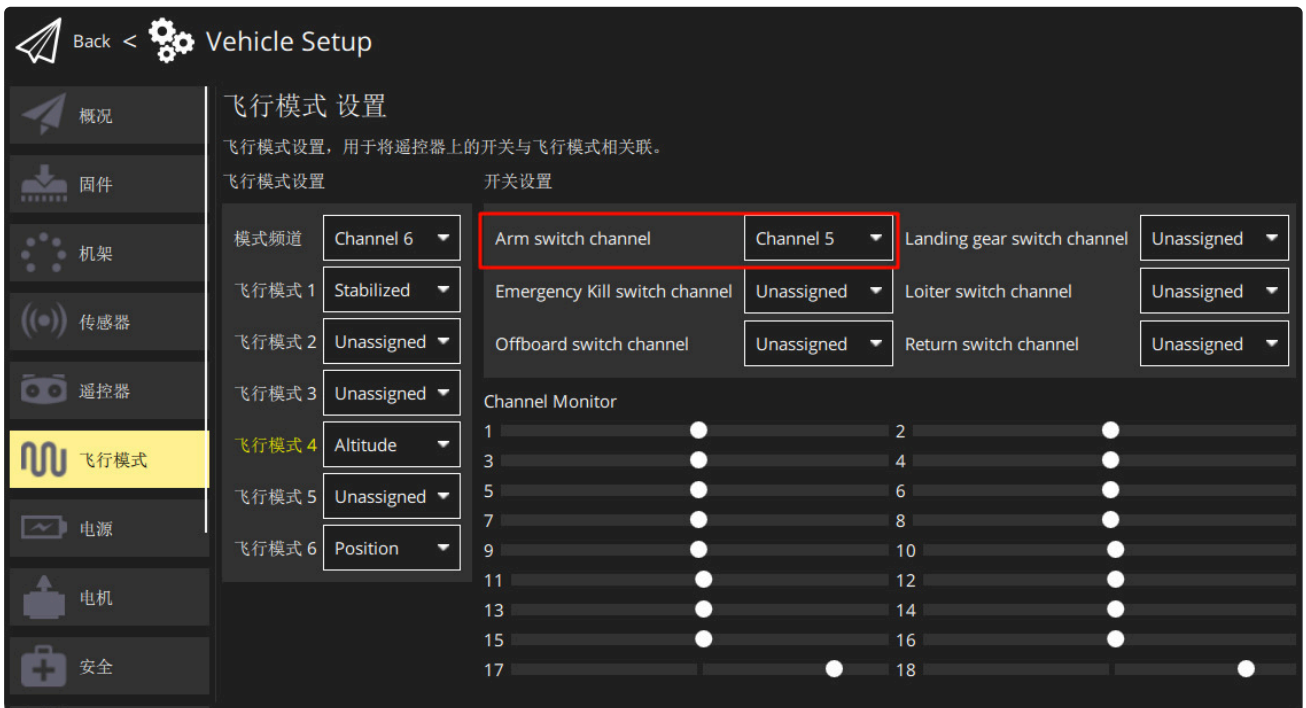 Back < Vehicle Setup
概况
固件
机架
传感器
遥控器
飞行模式
电源
电机
安全
飞行模式 设置
飞行模式设置，用于将遥控器上的开关与飞行模式相关联。
飞行模式设置
模式频道 Channel 6
飞行模式 1 Stabilized
飞行模式 2 Unassigned
飞行模式 3 Unassigned
飞行模式 4 Altitude
飞行模式 5 Unassigned
飞行模式 6 Position
开关设置
Arm switch channel Channel 5 Landing gear switch channel Unassigned
Emergency Kill switch channel Unassigned Loiter switch channel Unassigned
Offboard switch channel Unassigned Return switch channel Unassigned
Channel Monitor
1 2
3 4
5 6
7 8
9 10
11 12
13 14
15 16
17 18